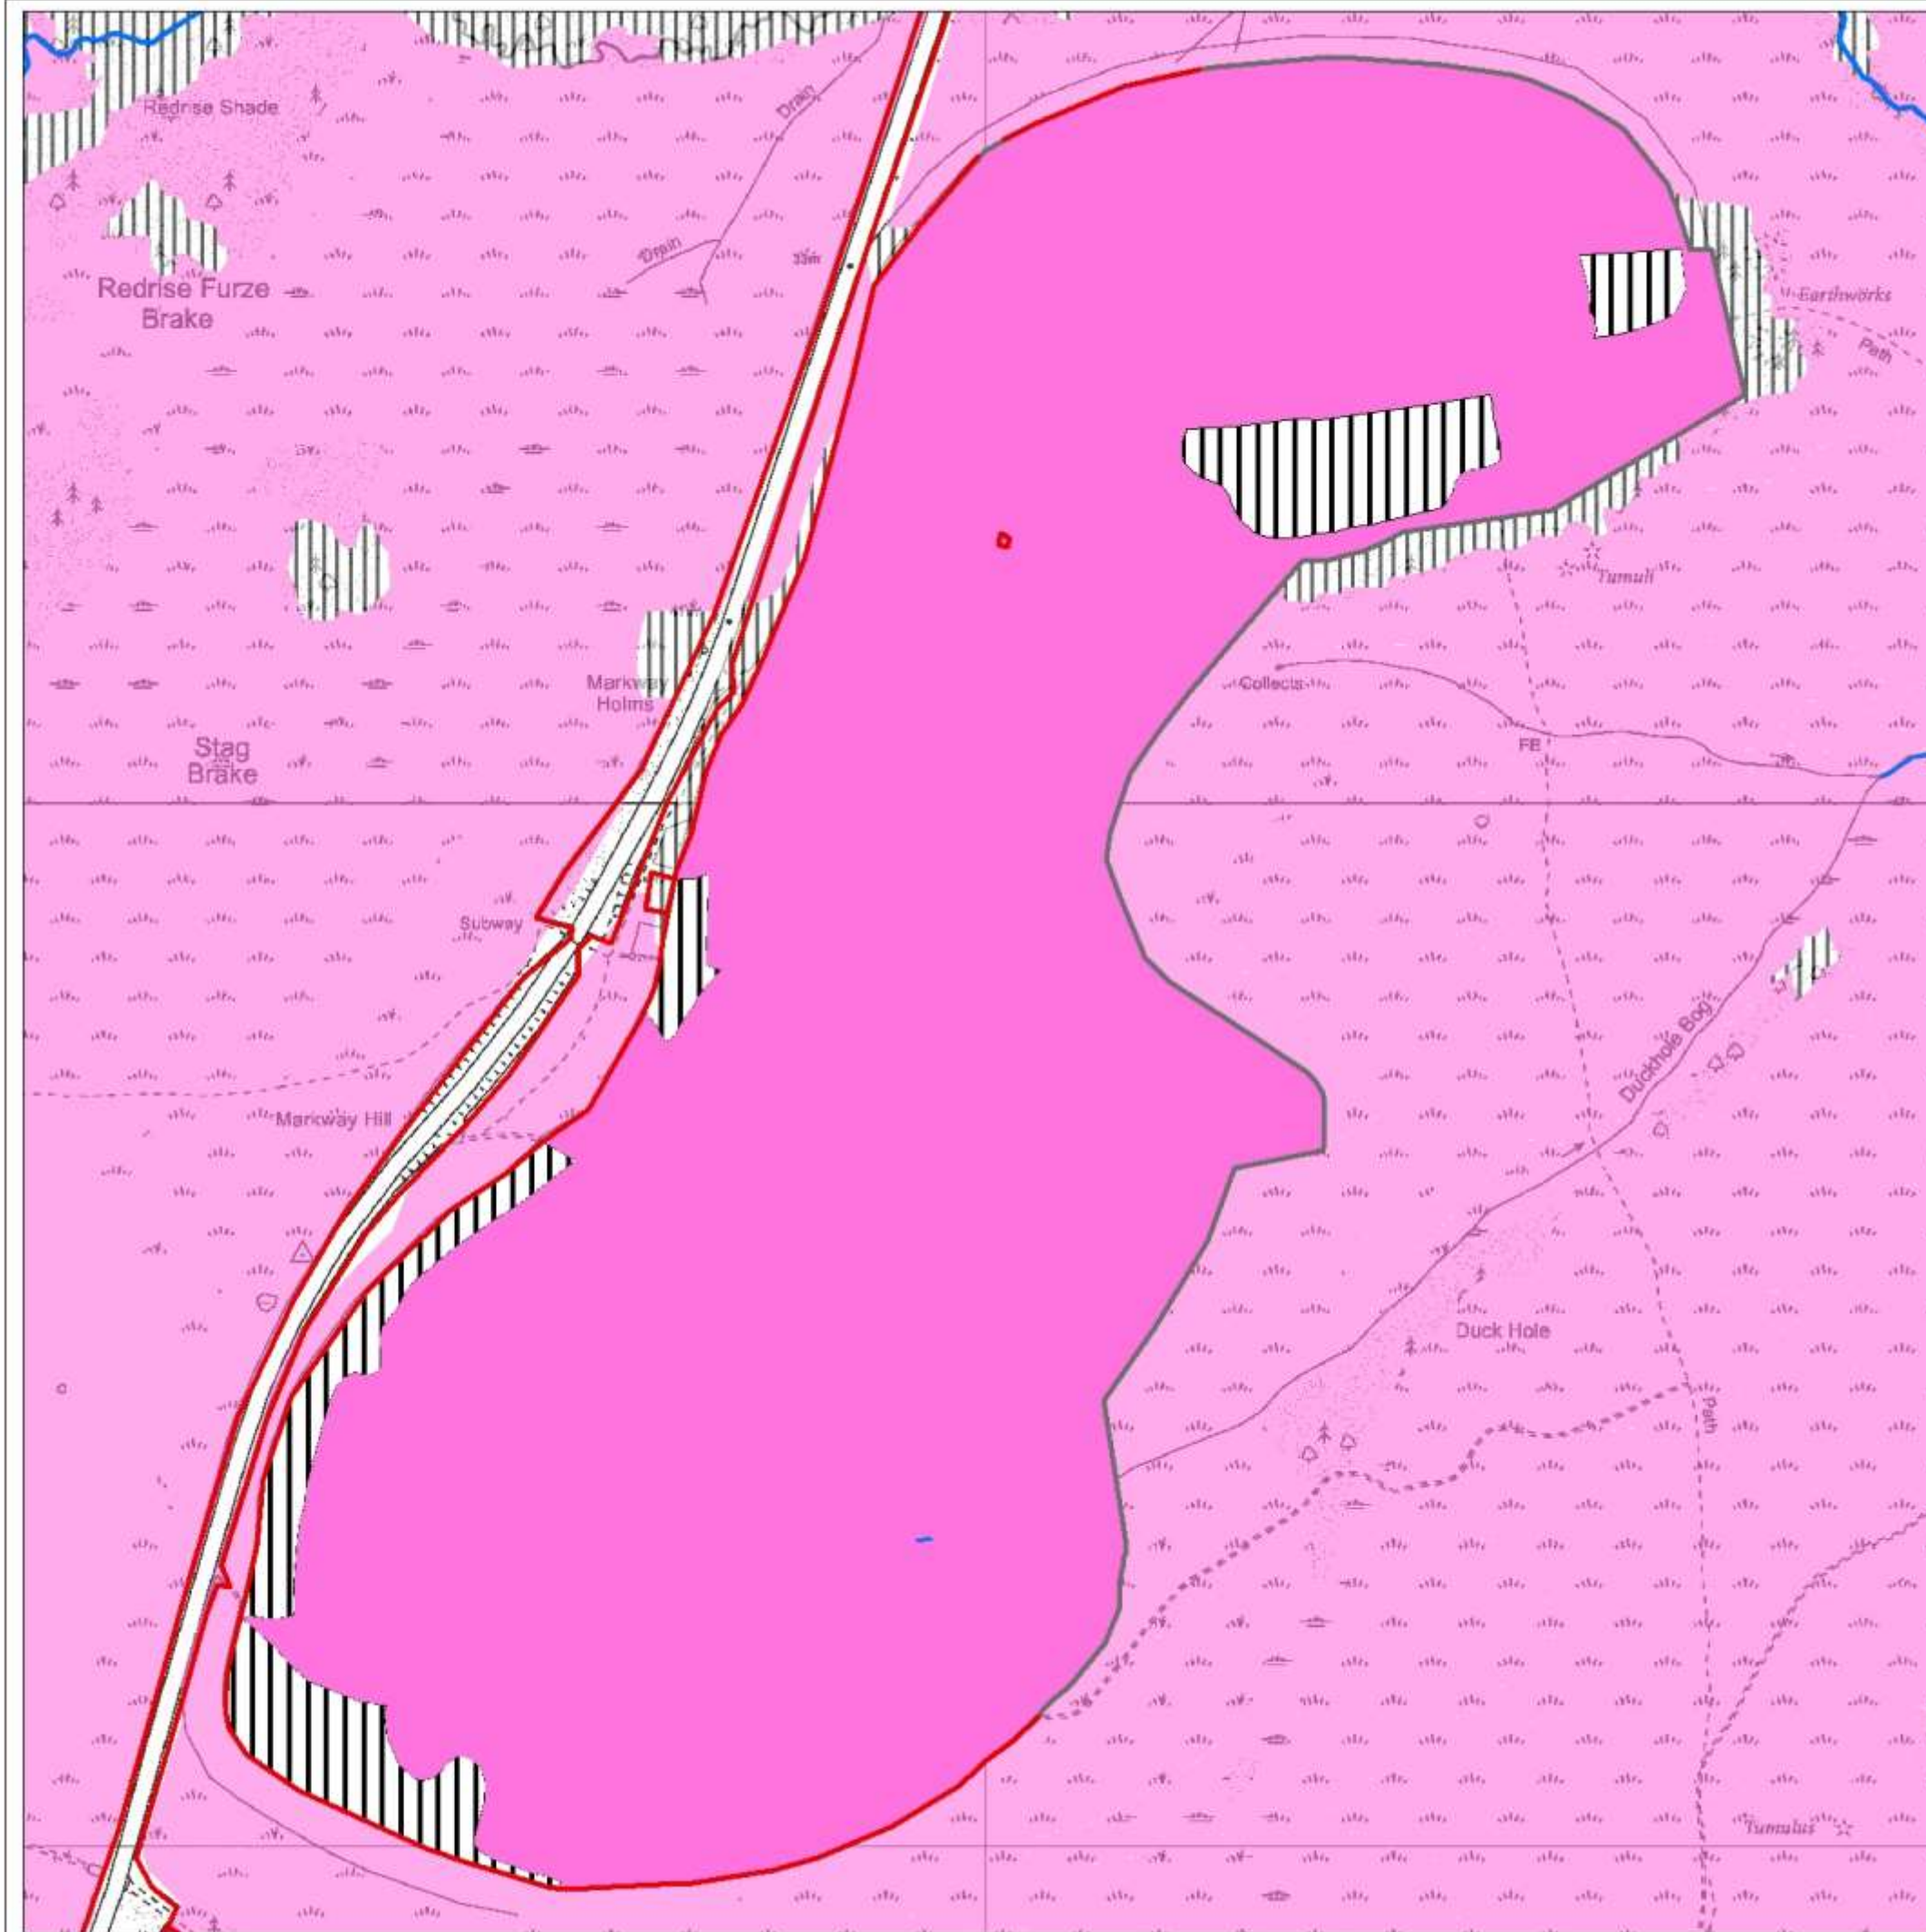 Redrise Shade
Drain
Drain
33m
Redrise Furze
Brake
Earthworks
Path
Tumuli
Markway
Holms
Collects
FB
Stag
Brake
Subway
Duckhole Bog
Markway Hill
Duck Hole
Path
Tumulus